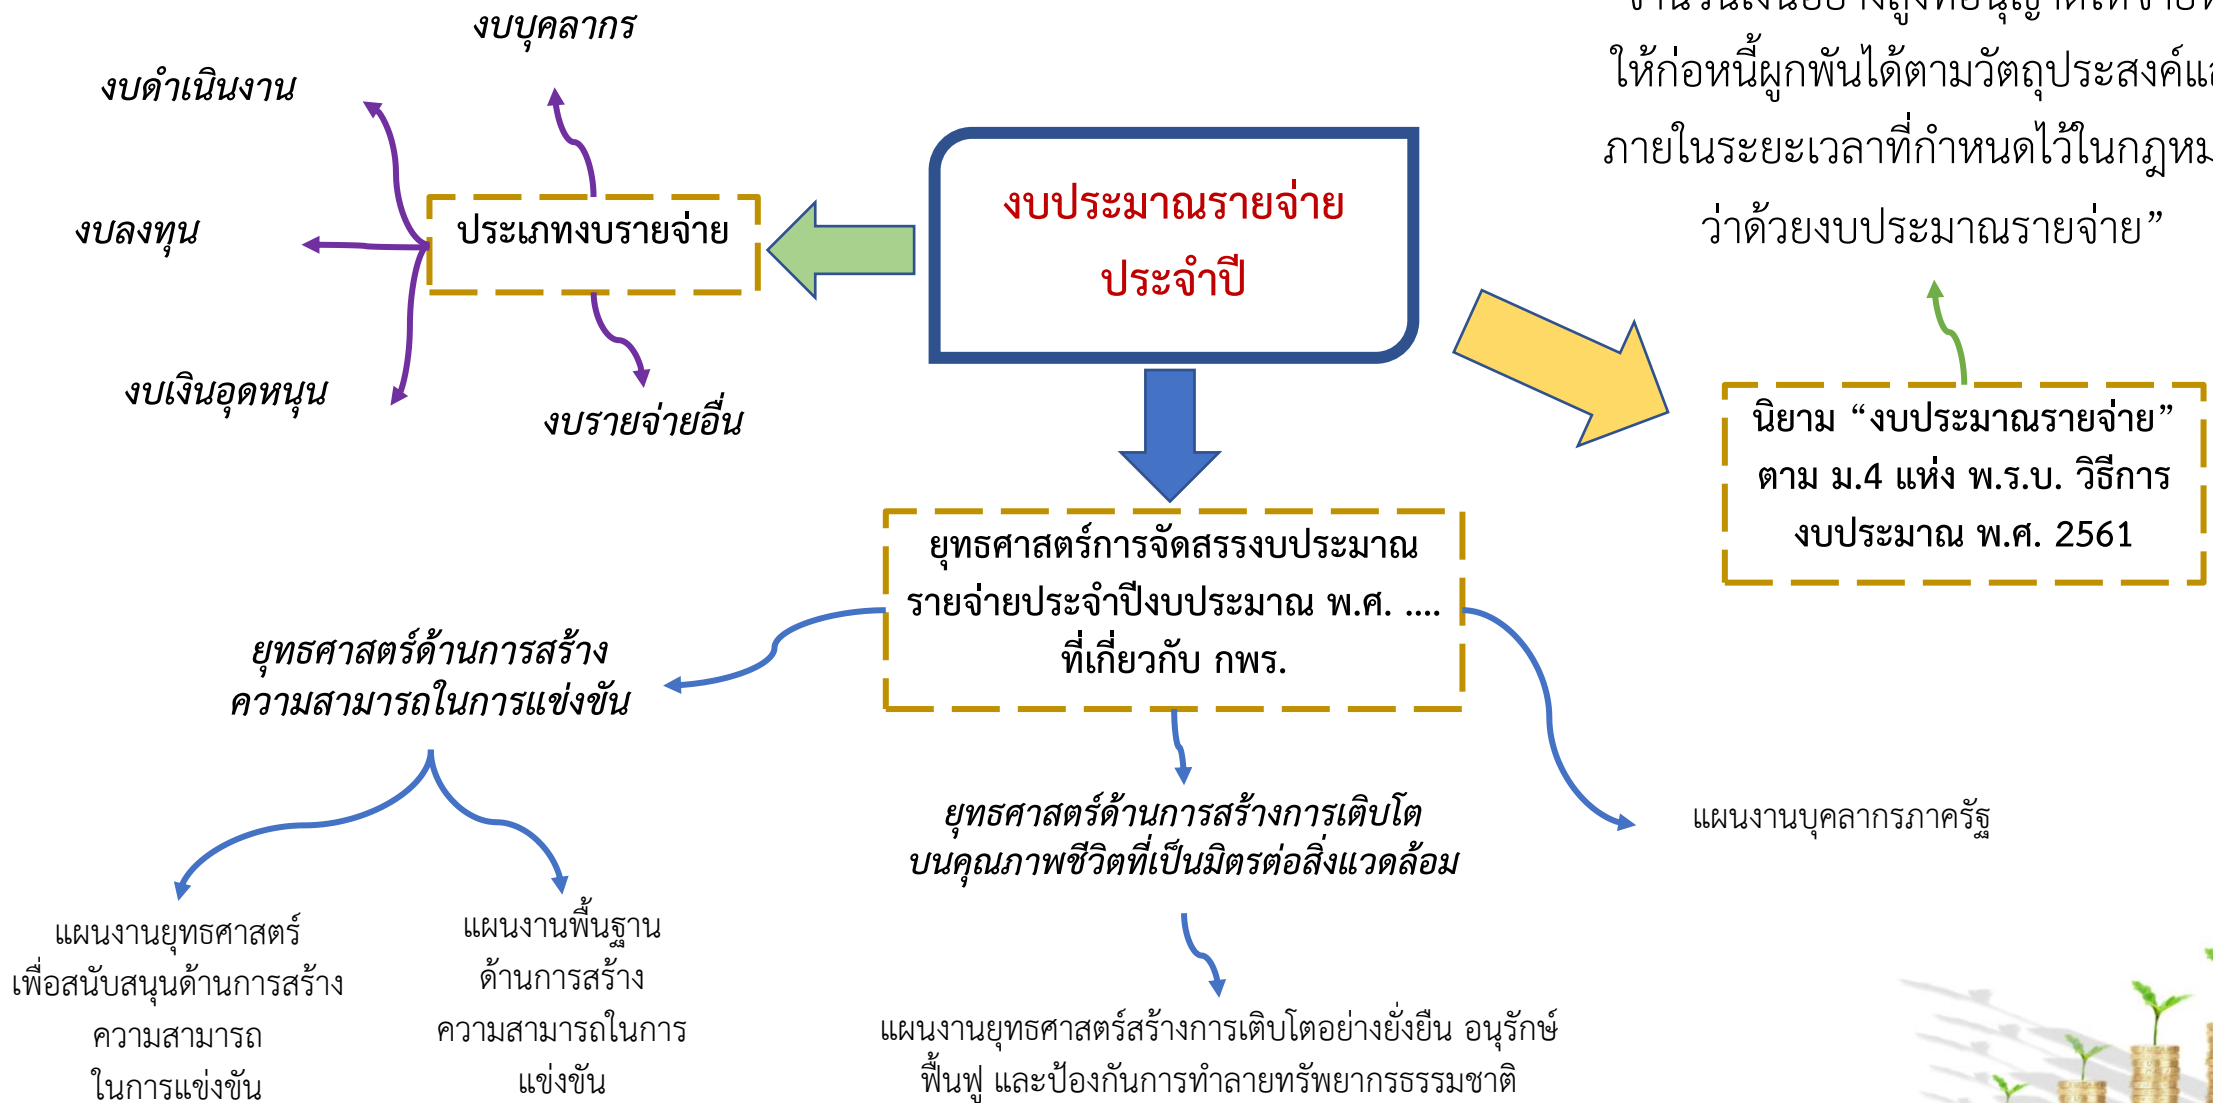 งบบุคลากร
งบดำเนินงาน
งบลงทุน
งบเงินอุดหนุน
งบรายจ่ายอื่น
ประเภทงบรายจ่าย
งบประมาณรายจ่าย
ประจำปี
ให้ก่อหนี้ผูกพันได้ตามวัตถุประสงค์
ภายในระยะเวลาที่กำหนดไว้ใน
ว่าด้วยงบประมาณรายจ่าย”
นิยาม “งบประมาณรายจ่าย”
ตาม ม.4 แห่ง พ.ร.บ. วิธีการ
งบประมาณ พ.ศ. 2561
ยุทธศาสตร์การจัดสรรงบประมาณ
รายจ่ายประจำปีงบประมาณ พ.ศ. ....
ที่เกี่ยวกับ กพร.
ยุทธศาสตร์ด้านการสร้าง
ความสามารถในการแข่งขัน
แผนงานยุทธศาสตร์
เพื่อสนับสนุนด้านการสร้าง
ความสามารถ
ในการแข่งขัน
แผนงานพื้นฐาน
ด้านการสร้าง
ความสามารถในการ
แข่งขัน
ยุทธศาสตร์ด้านการสร้างการเติบโต
บนคุณภาพชีวิตที่เป็นมิตรต่อสิ่งแวดล้อม
แผนงานยุทธศาสตร์สร้างการเติบโตอย่างยั่งยืน อนุรักษ์
ฟื้นฟู และป้องกันการทำลายทรัพยากรธรรมชาติ
แผนงานบุคลากรภาครัฐ